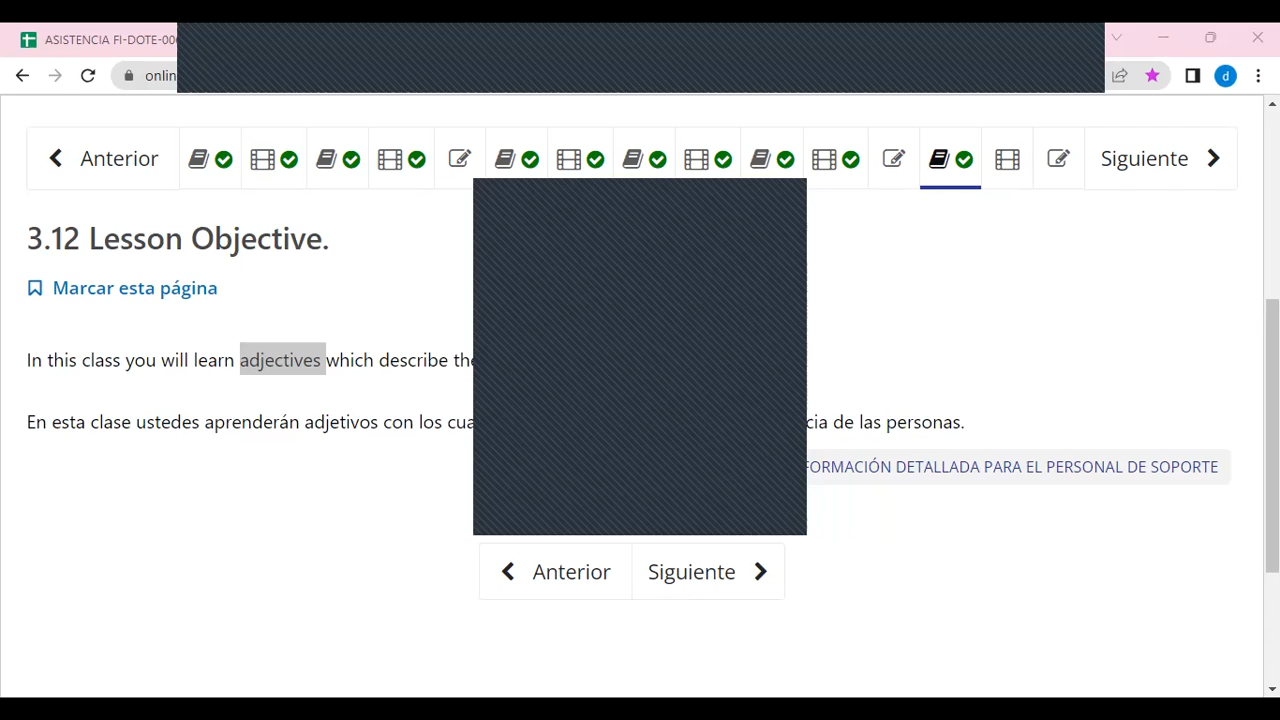 ASISTENCIA FI-DOTE-00
onlin
d
Anterior
Siguiente
3.12 Lesson Objective.
Marcar esta página
In this class you will learn adjectives which describe the
En esta clase ustedes aprenderán adjetivos con los cia de las personas.
FORMACIÓN DETALLADA PARA EL PERSONAL DE SOPORTE
Anterior Siguiente